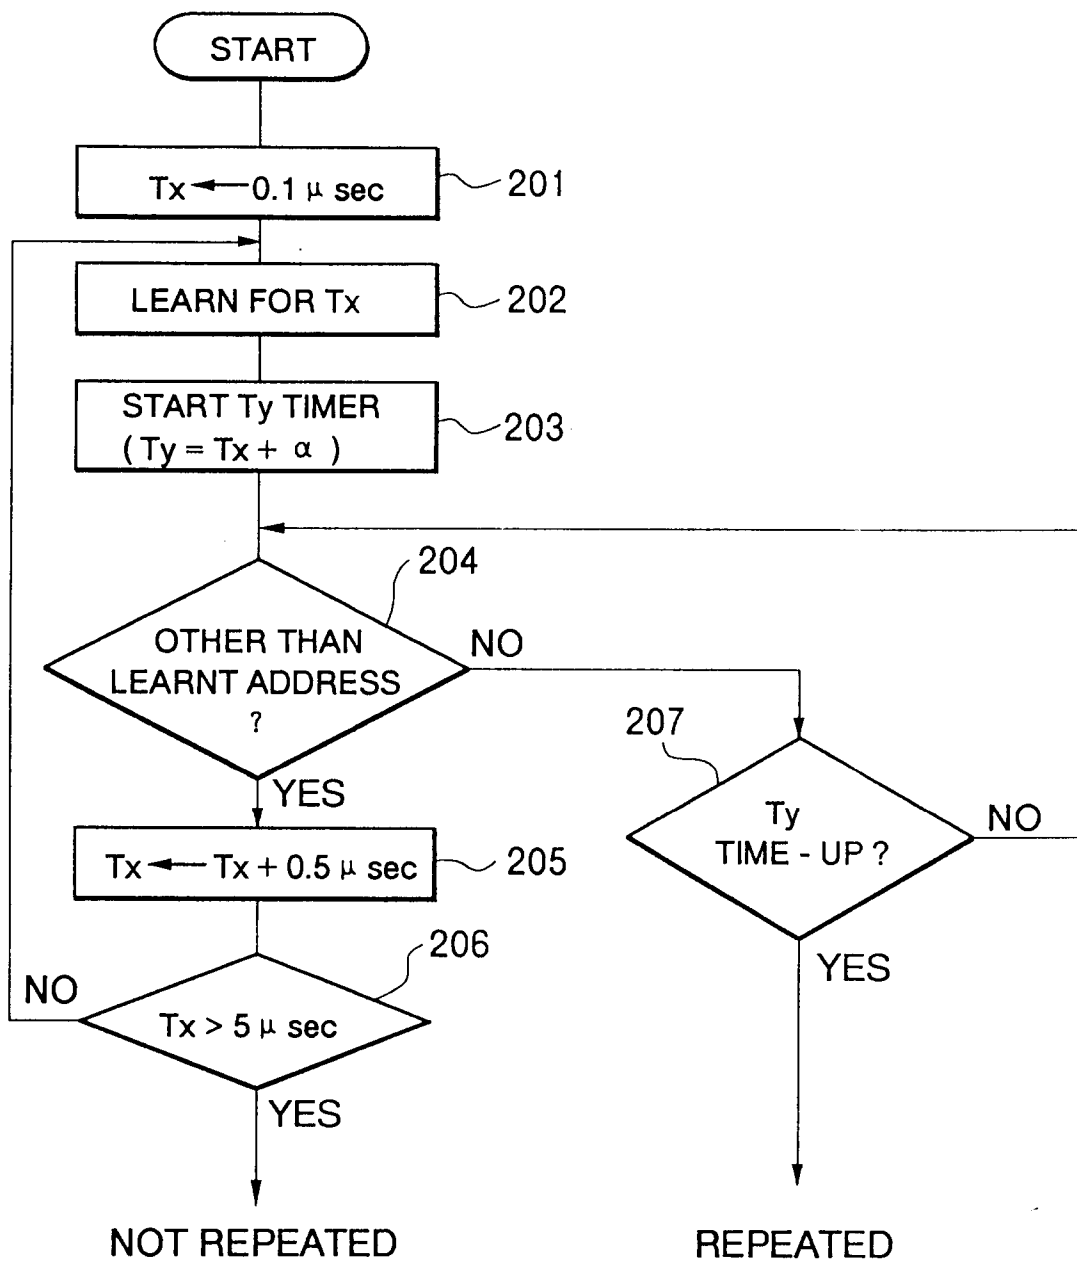 START
Tx ← 0.1 μ sec
201
LEARN FOR Tx
202
START Ty TIMER
( Ty = Tx + α )
203
204
OTHER THAN
LEARNT ADDRESS
?
NO
YES
207
Ty
TIME - UP ?
NO
YES
Tx ← Tx + 0.5 μ sec
205
206
Tx > 5 μ sec
NO
YES
NOT REPEATED
REPEATED